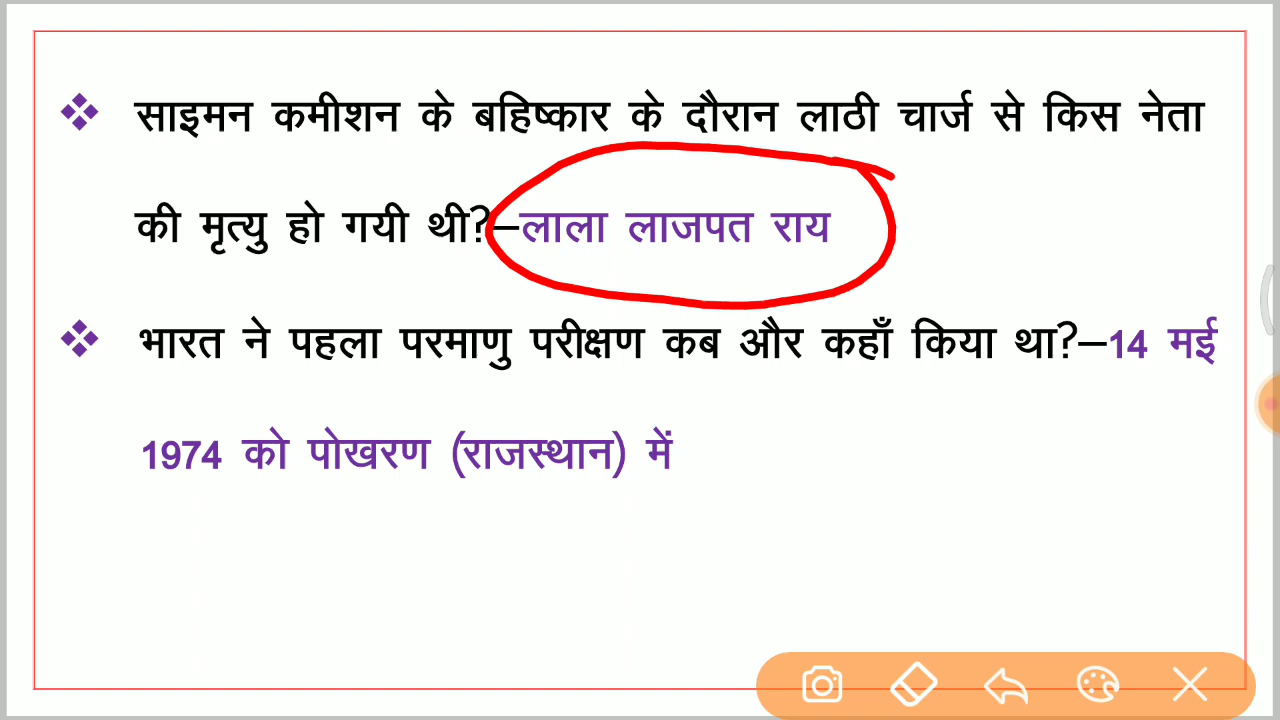 ❖ साइमन कमीशन के बहिष्कार के दौरान लाठी चार्ज से किस नेता
की मृत्यु हो गयी थी?–लाला लाजपत राय
❖ भारत ने पहला परमाणु परीक्षण कब और कहाँ किया था?–14 मई
1974 को पोखरण (राजस्थान) में